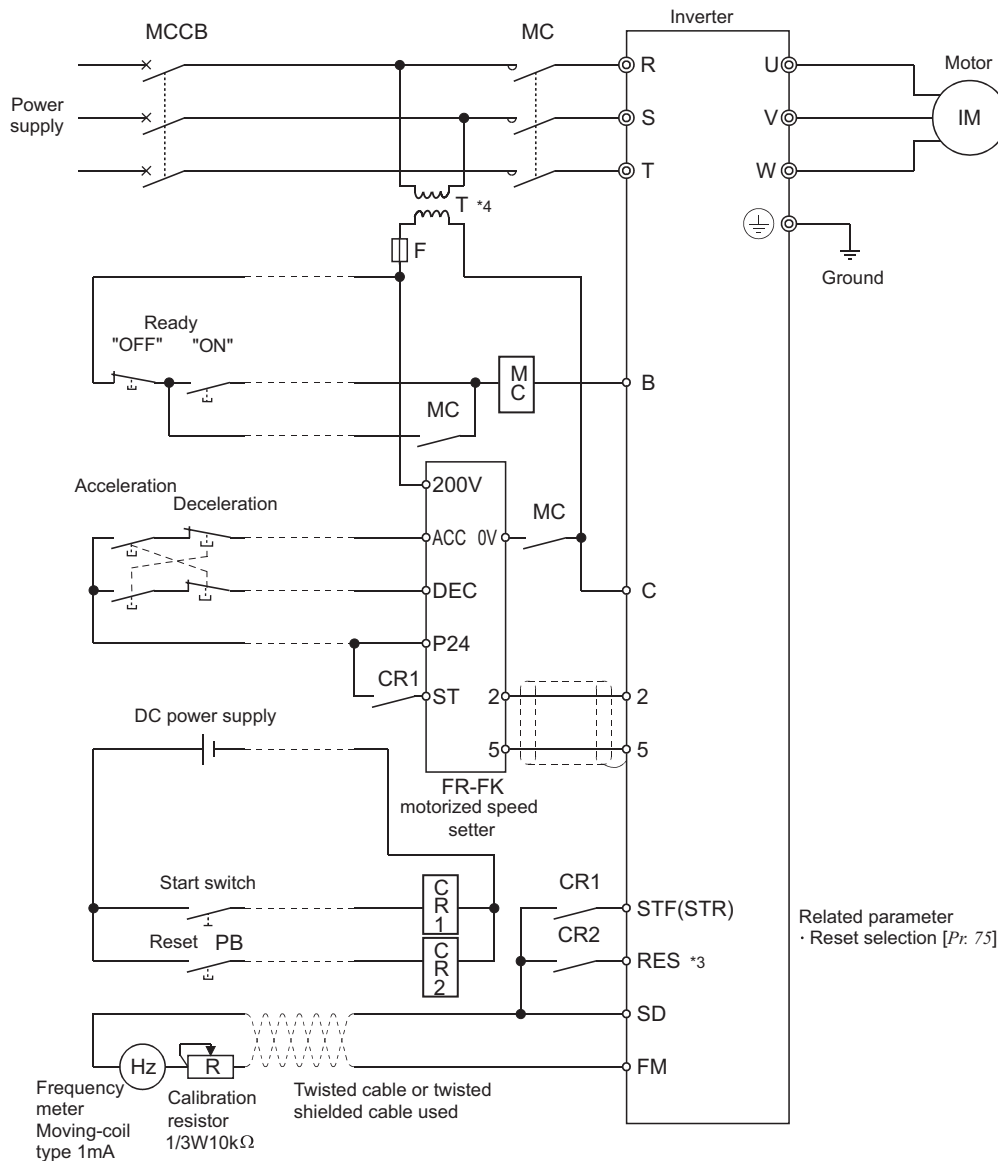 Inverter
MCCB
MC
R
U
Motor
Power
supply
S
V
IM
T
W
T *4
F
Ground
Ready
"OFF" "ON"
MC
B
MC
200V
Acceleration
Deceleration
MC
ACC 0V
DEC
C
P24
CR1
ST
2
2
DC power supply
5
5
FR-FK
motorized speed
setter
Start switch
CR1
CR1
STF(STR)
Related parameter
· Reset selection [Pr. 75]
Reset PB
CR2
CR2
RES *3
SD
Hz
R
FM
Frequency
meter
Moving-coil
type 1mA
Calibration
resistor
1/3W10kΩ
Twisted cable or twisted
shielded cable used